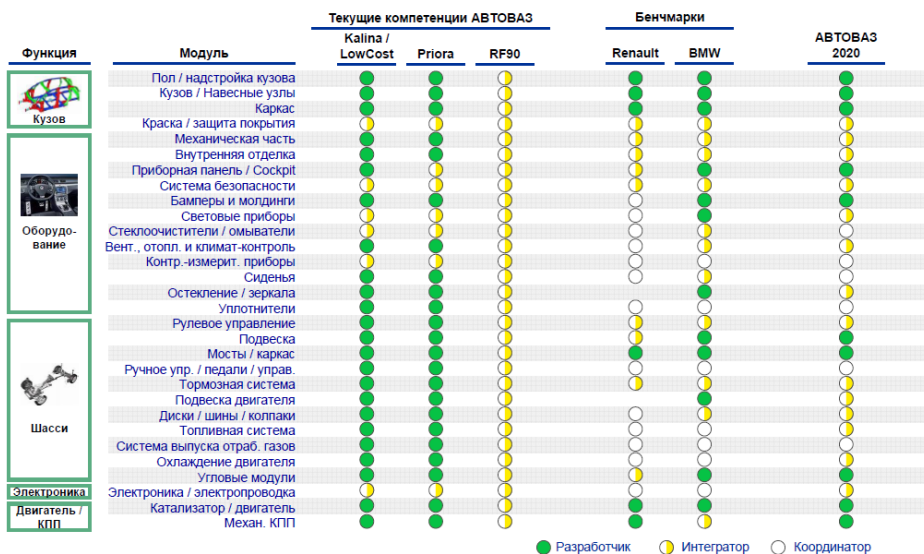 Текущие компетенции АВТОВАЗ
Бенчмарки
Функция
Модуль
Kalina /
LowCost
Priora
RF90
Renault
BMW
АВТОВАЗ
2020
Кузов
Пол / надстройка кузова
Кузов / Навесные узлы
Каркас
Краска / защита покрытия
Оборудо-
вание
Механическая часть
Внутренняя отделка
Приборная панель / Cockpit
Система безопасности
Бамперы и молдинги
Световые приборы
Стеклоочистители / омыватели
Вент., отопл. и климат-контроль
Контр.-измерит. приборы
Сиденья
Остекление / зеркала
Уплотнители
Шасси
Рулевое управление
Подвеска
Мосты / каркас
Ручное упр. / педали / управ.
Тормозная система
Подвеска двигателя
Диски / шины / колпаки
Топливная система
Система выпуска отраб. газов
Охлаждение двигателя
Угловые модули
Электроника
Электроника / электропроводка
Двигатель /
КПП
Катализатор / двигатель
Механ. КПП
Разработчик
Интегратор
Координатор